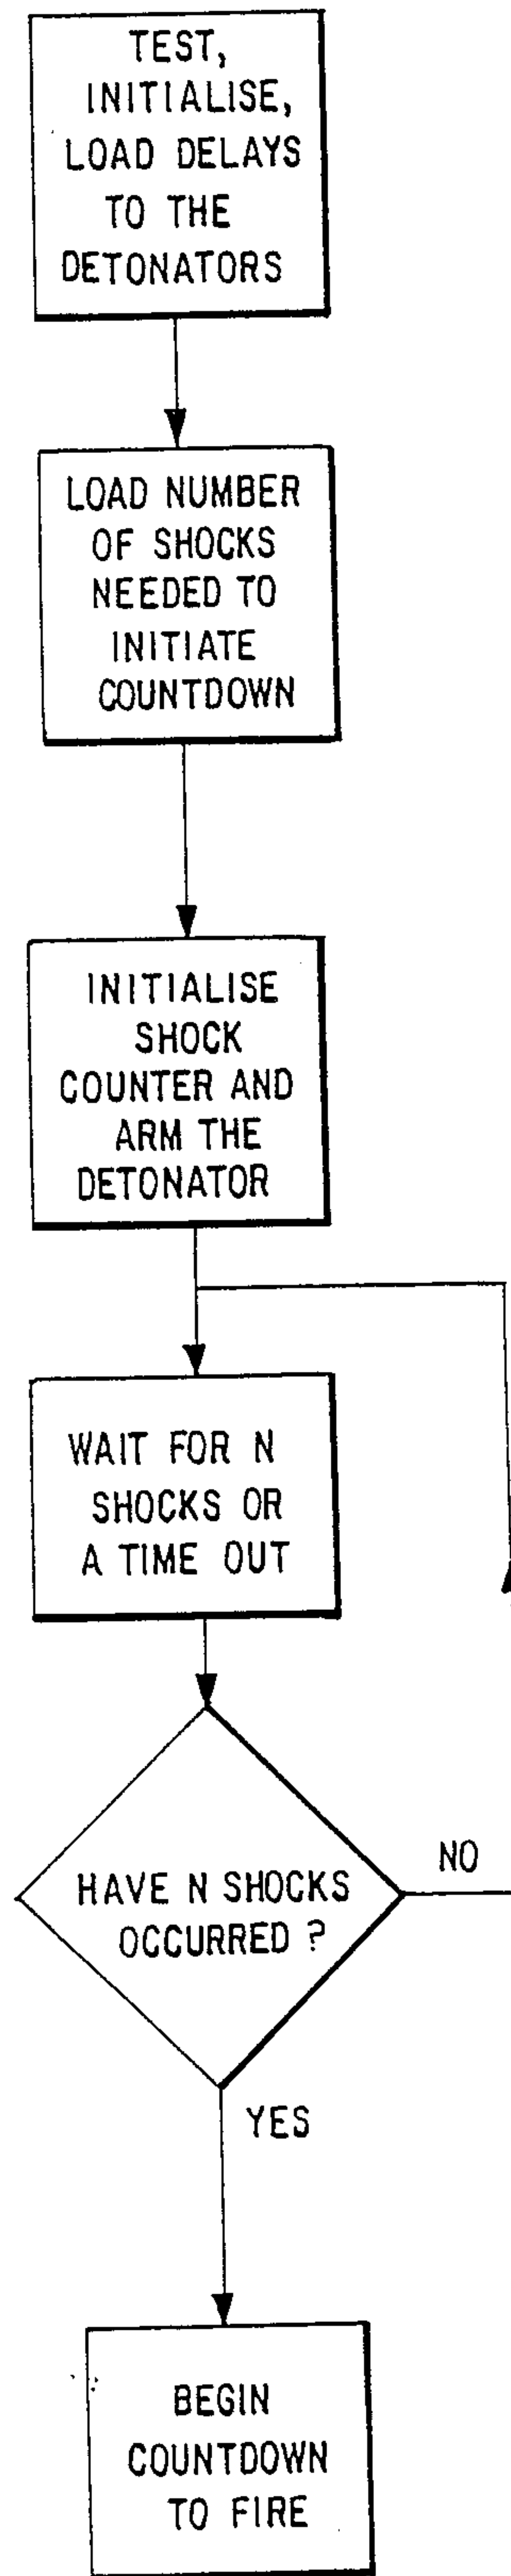 TEST,
INITIALISE,
LOAD DELAYS
TO THE
DETONATORS
LOAD NUMBER
OF SHOCKS
NEEDED TO
INITIATE
COUNTDOWN
INITIALISE
SHOCK
COUNTER AND
ARM THE
DETONATOR
WAIT FOR N
SHOCKS OR
A TIME OUT
HAVE N SHOCKS
OCCURRED ?
NO
YES
BEGIN
COUNTDOWN
TO FIRE